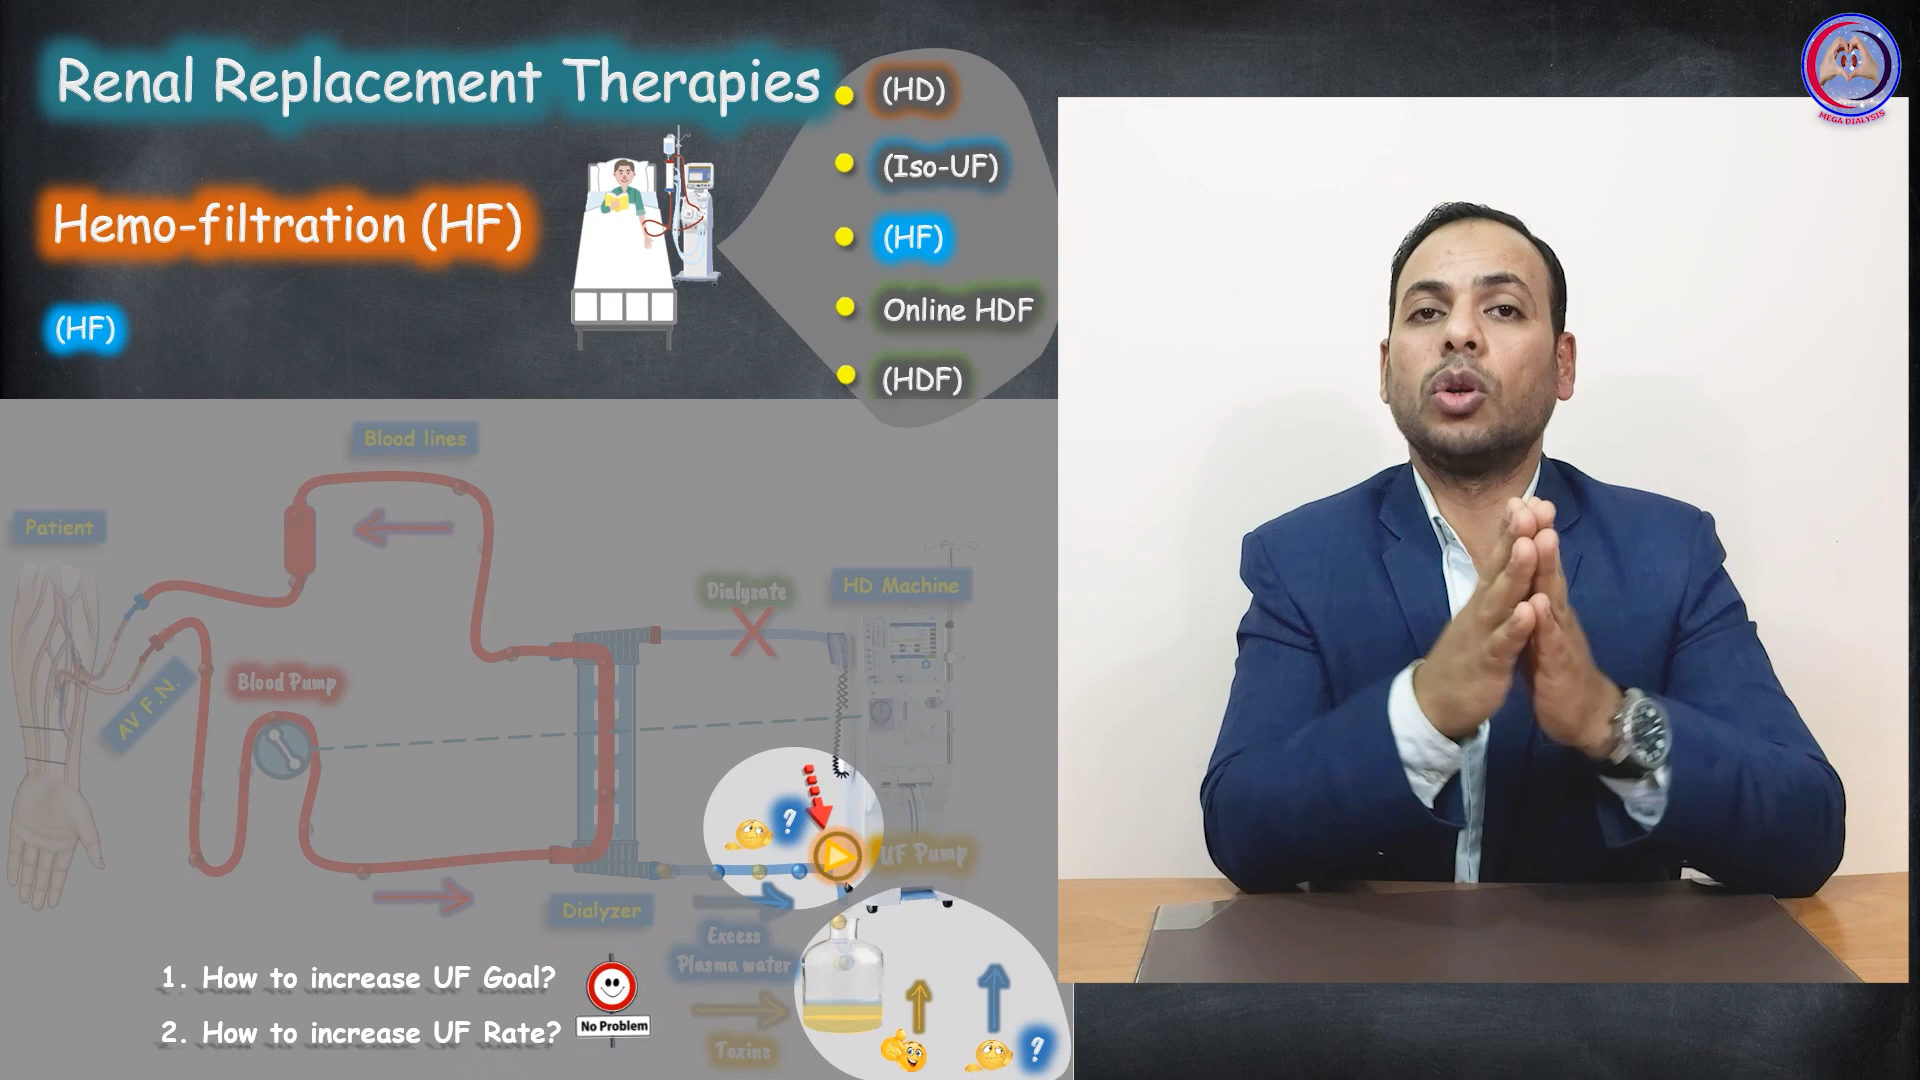 Renal Replacement Therapies
(HD)
(Iso-UF)
(HF)
Online HDF
(HDF)
MEGA DIALYSIS
Hemo-filtration (HF)
(HF)
Blood lines
Patient
Dialysate
X
HD Machine
AV F.N.
Blood Pump
?
UF Pump
Dialyzer
Excess
Plasma water
Toxins
?
1. How to increase UF Goal?
2. How to increase UF Rate?
No Problem